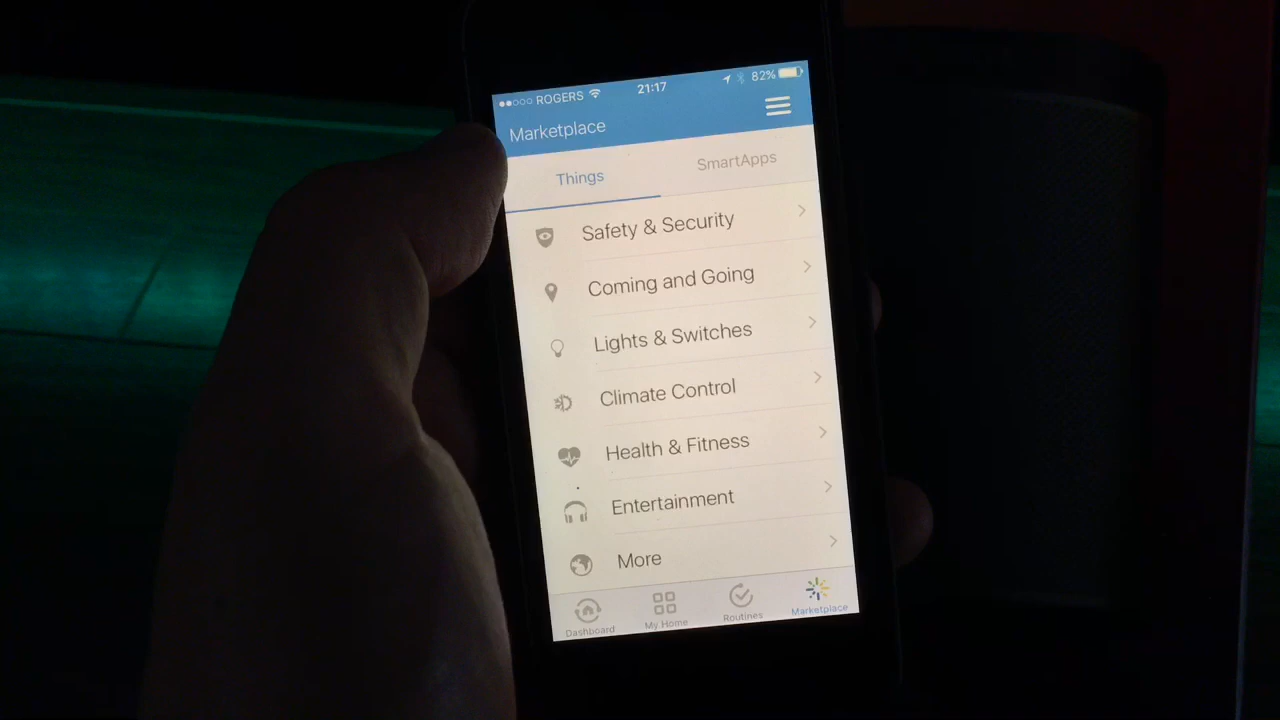 ROGERS 21:17 82%
Marketplace
Things SmartApps
Safety & Security
Coming and Going
Lights & Switches
Climate Control
Health & Fitness
Entertainment
More
Dashboard My Home Routines Marketplace